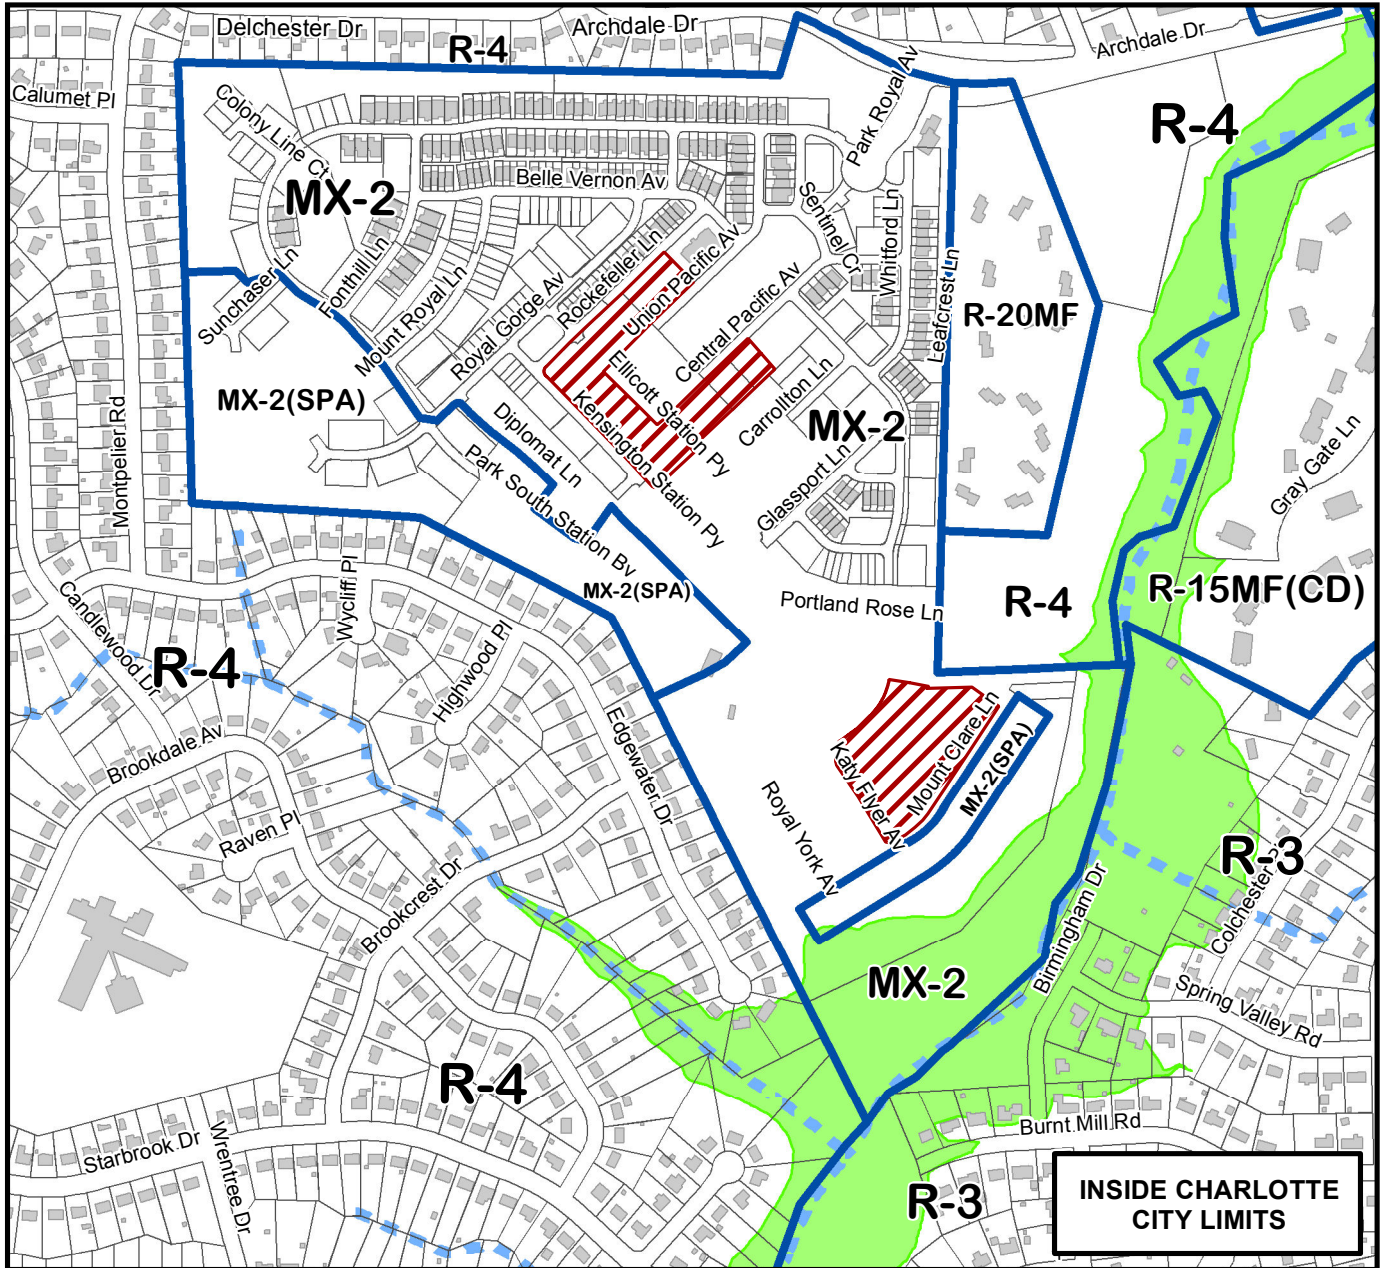 Delchester Dr
Archdale Dr
Archdale Dr
R-4
Calumet Pl
Colony Line Ct
Park Royal Av
R-4
MX-2
Belle Vernon Av
Sentinel Cr
Whitford Ln
Leafcrest Ln
R-20MF
Sunchaser Ln
Fonthill Ln
Mount Royal Ln
Royal Gorge Av
Rockefeller Ln
Union Pacific Av
Central Pacific Av
Ellicott Station Py
Kensington Station Py
Carrollton Ln
MX-2
Glassport Ln
Gray Gate Ln
MX-2(SPA)
Montpelier Rd
Diplomat Ln
Park South Station Bv
MX-2(SPA)
Portland Rose Ln
R-4
R-15MF(CD)
Candlewood Dr
Wycliff Pl
R-4
Highwood Pl
Brookdale Av
Edgewater Dr
Raven Pl
Brookcrest Dr
Katy Flyer Av
Mount Clare Ln
MX-2(SPA)
Royal York Av
R-3
Colchester Pl
Birmingham Dr
MX-2
Spring Valley Rd
R-4
Burnt Mill Rd
Starbrook Dr
Wrentree Dr
R-3
INSIDE CHARLOTTE
CITY LIMITS